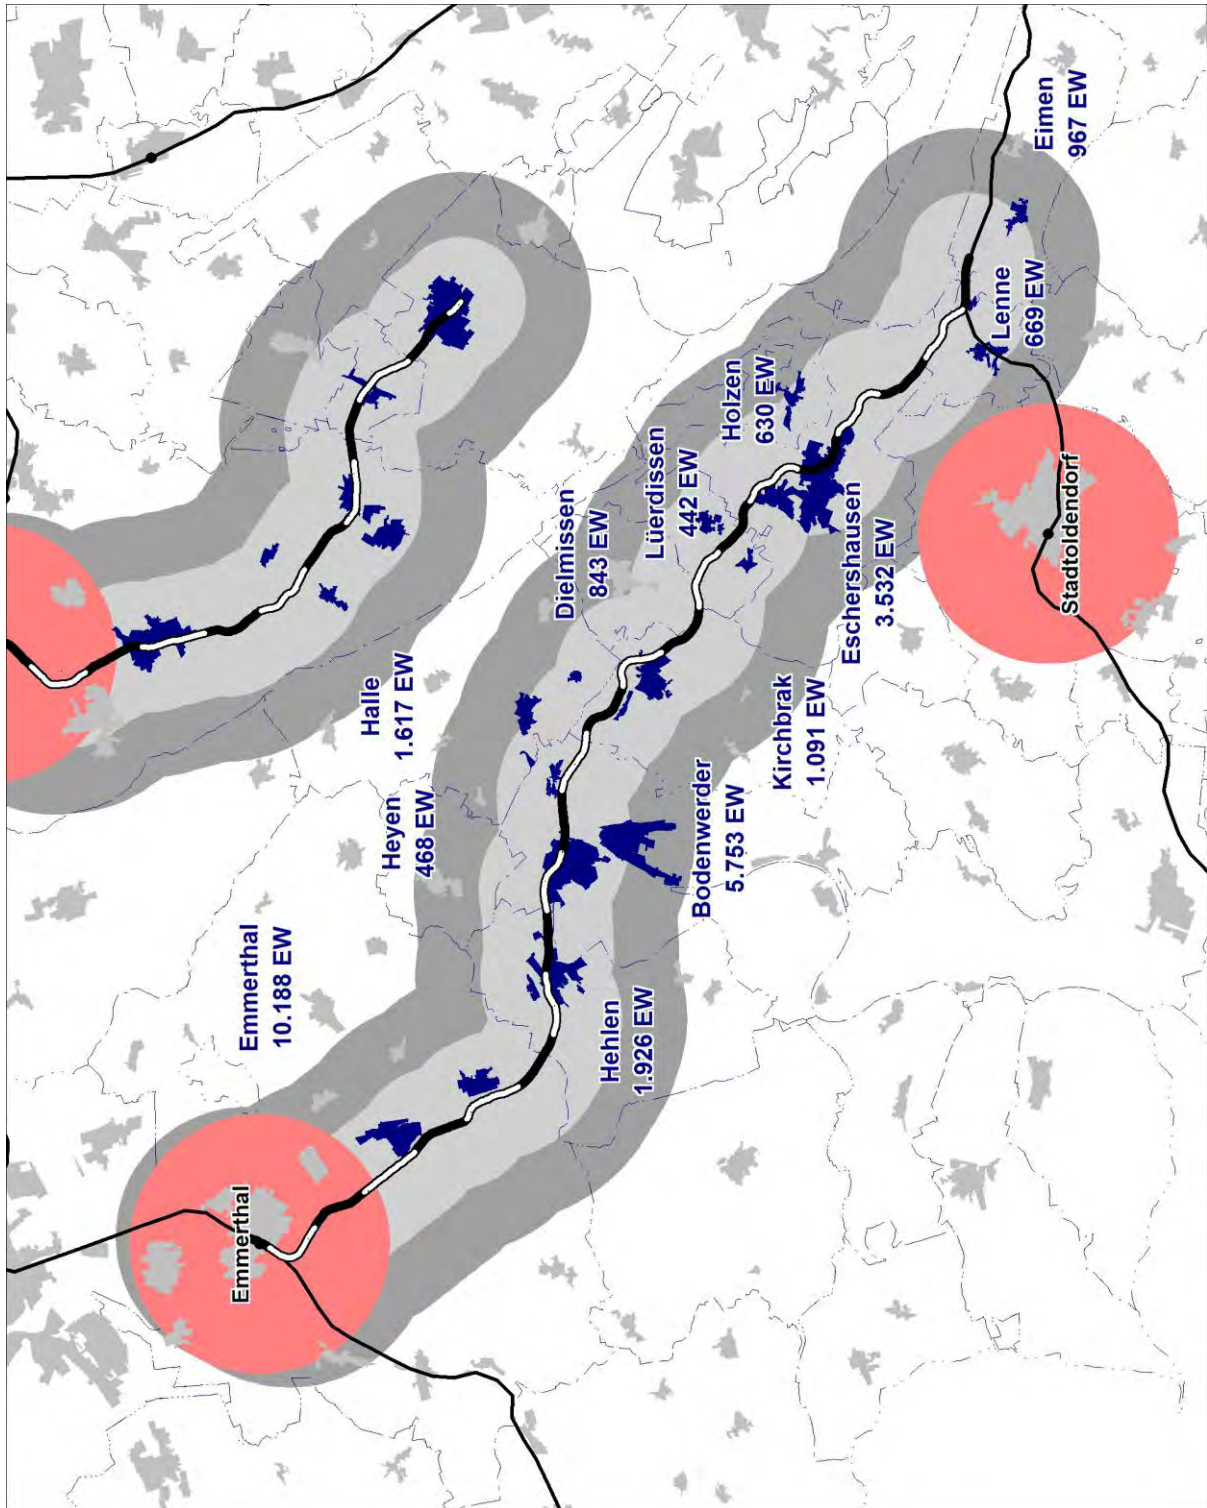 Emmerthal
10.188 EW
Emmerthal
Heyen
468 EW
Halle
1.617 EW
Hehlen
1.926 EW
Bodenwerder
5.753 EW
Dielmissen
843 EW
Lüerdissen
442 EW
Holzen
630 EW
Kirchbrak
1.091 EW
Eschershausen
3.532 EW
Stadtoldendorf
Lenne
669 EW
Eimen
967 EW